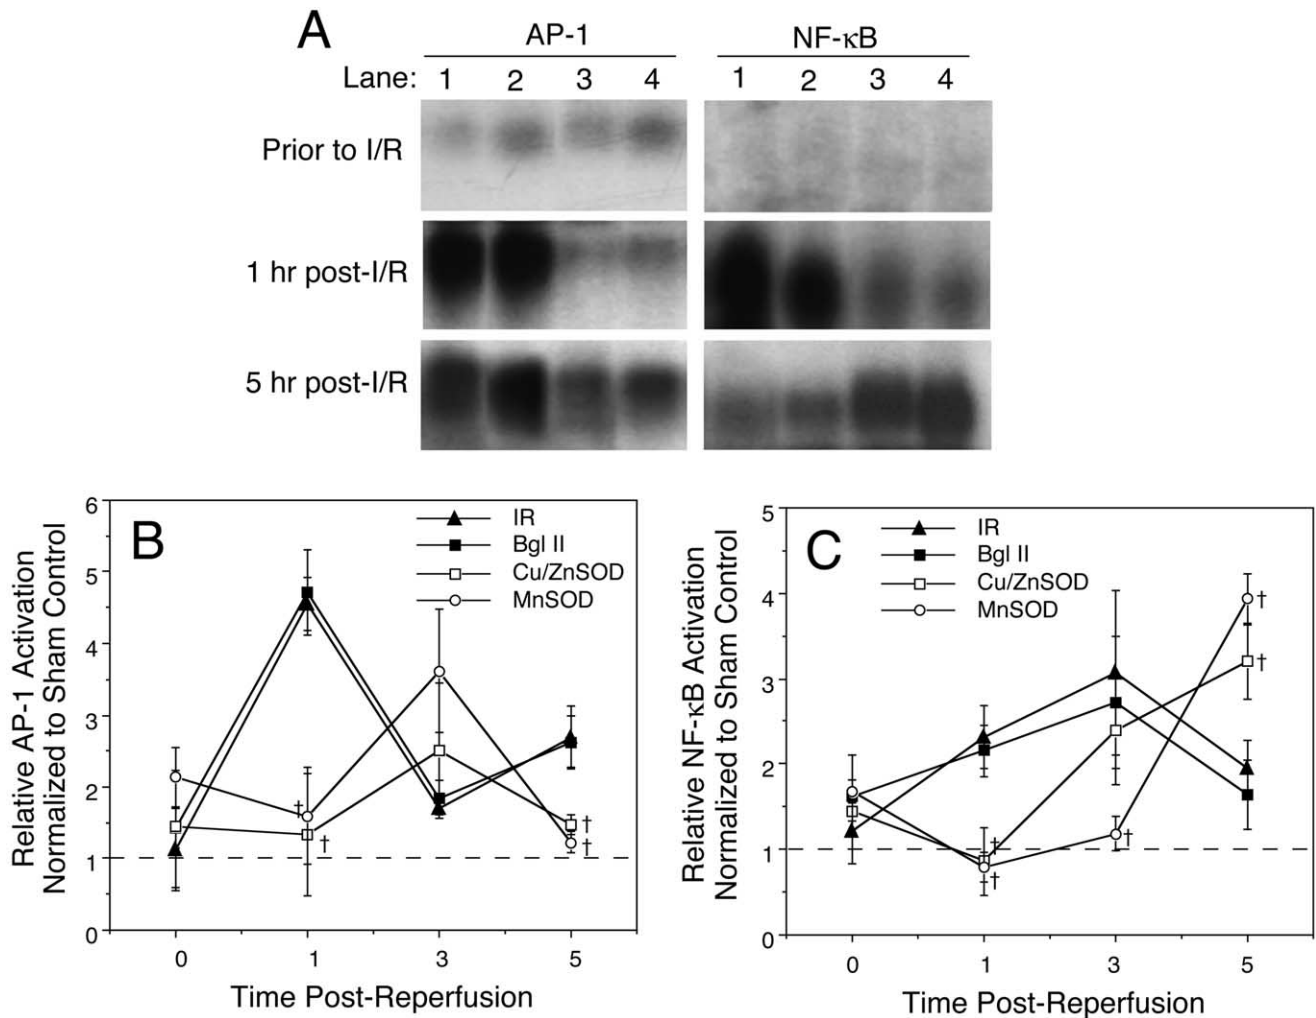 A
AP-1 NF-κB
Lane: 1 2 3 4 1 2 3 4
Prior to I/R
1 hr post-I/R
5 hr post-I/R
B
IR
Bgl II
Cu/ZnSOD
MnSOD
Relative AP-1 Activation
Normalized to Sham Control
6
5
4
3
2
1
0
‡
†
†
†
0 1 3 5
Time Post-Reperfusion
C
IR
Bgl II
Cu/ZnSOD
MnSOD
Relative NF-κB Activation
Normalized to Sham Control
5
4
3
2
1
0
†
†
†
†
†
0 1 3 5
Time Post-Reperfusion